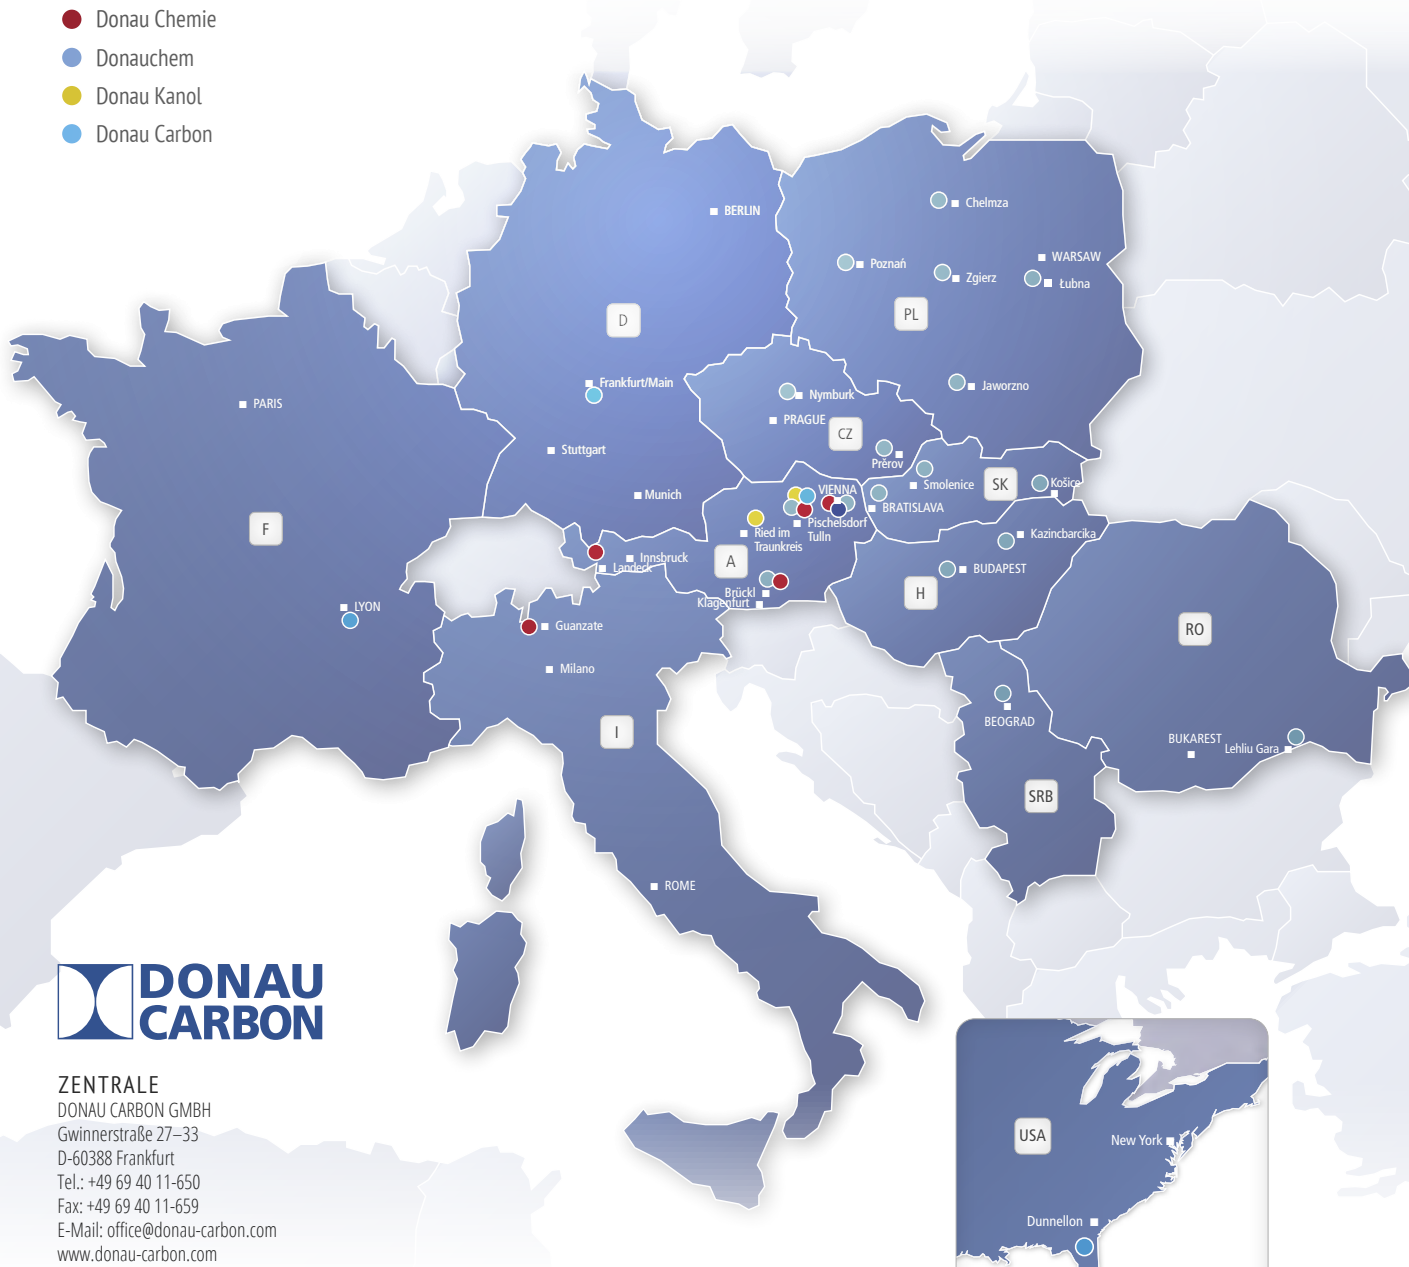 Donau Chemie
Donauchem
Donau Kanol
Donau Carbon
BERLIN
Chelmza
WARSAW
Poznań
Zgierz
Łubna
D
PL
Frankfurt/Main
Jaworzno
Nymburk
PARIS
PRAGUE
CZ
Stuttgart
Prěrov
Smolenice
SK
Košice
Munich
VIENNA
BRATISLAVA
F
Pischelsdorf
Tulln
Ried im
Traunkreis
Kazincbarcika
Innsbruck
Landeck
A
BUDAPEST
Brückl
Klagenfurt
H
LYON
Guanzate
RO
Milano
I
BEOGRAD
BUKAREST
Lehliu Gara
SRB
ROME
DONAU
CARBON
ZENTRALE
DONAU CARBON GMBH
Gwinnerstraße 27–33
D-60388 Frankfurt
Tel.: +49 69 40 11-650
Fax: +49 69 40 11-659
E-Mail: office@donau-carbon.com
www.donau-carbon.com
USA
New York
Dunnellon